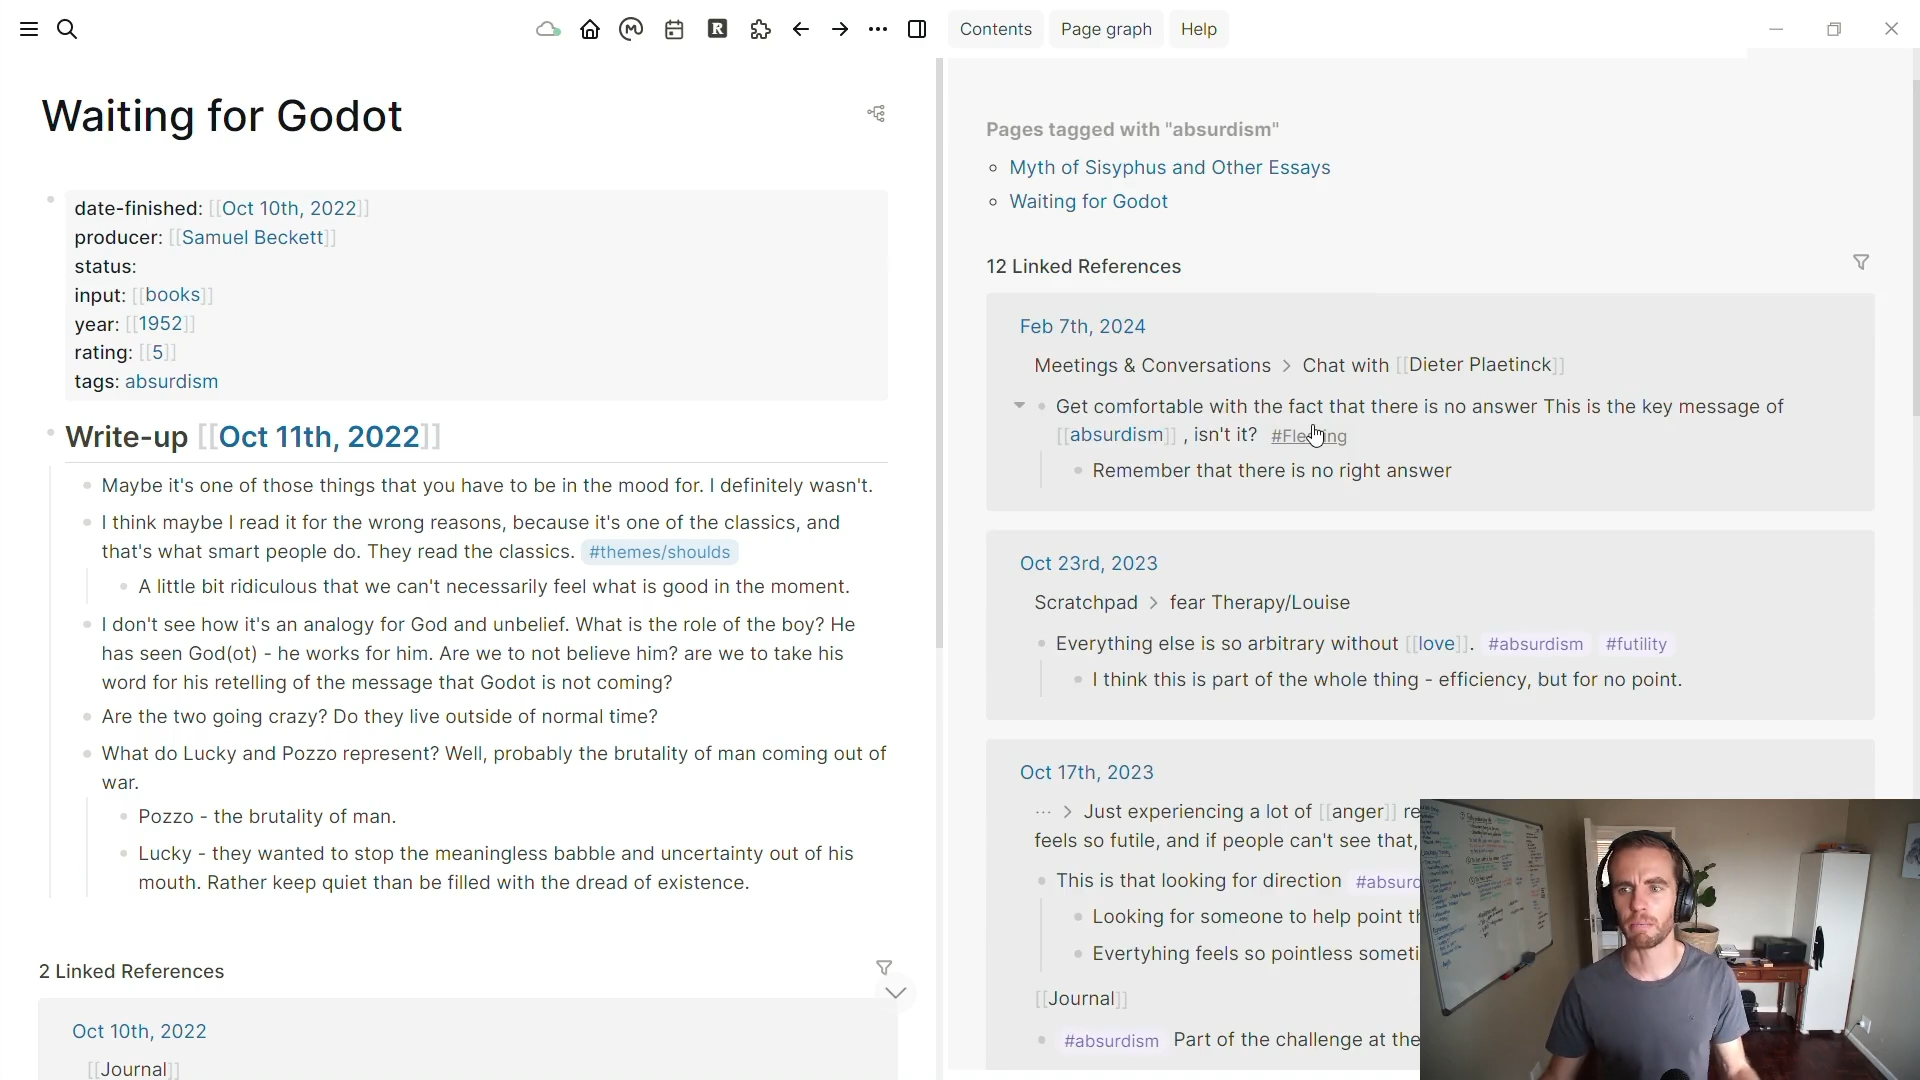 Contents Page graph Help
Waiting for Godot
date-finished: [[Oct 10th, 2022]]
producer: [[Samuel Beckett]]
status:
input: [[books]]
year: [[1952]]
rating: [[5]]
tags: absurdism
Write-up [[Oct 11th, 2022]]
Maybe it's one of those things that you have to be in the mood for. I definitely wasn't.
I think maybe I read it for the wrong reasons, because it's one of the classics, and
that's what smart people do. They read the classics. #themes/shoulds
A little bit ridiculous that we can't necessarily feel what is good in the moment.
I don't see how it's an analogy for God and unbelief. What is the role of the boy? He
has seen God(ot) - he works for him. Are we to not believe him? are we to take his
word for his retelling of the message that Godot is not coming?
Are the two going crazy? Do they live outside of normal time?
What do Lucky and Pozzo represent? Well, probably the brutality of man coming out of
war.
Pozzo - the brutality of man.
Lucky - they wanted to stop the meaningless babble and uncertainty out of his
mouth. Rather keep quiet than be filled with the dread of existence.
2 Linked References
Oct 10th, 2022
[[Journal]]
Pages tagged with "absurdism"
Myth of Sisyphus and Other Essays
Waiting for Godot
12 Linked References
Feb 7th, 2024
Meetings & Conversations > Chat with [[Dieter Plaetinck]]
Get comfortable with the fact that there is no answer This is the key message of
[[absurdism]] , isn't it?
Remember that there is no right answer
Oct 23rd, 2023
Scratchpad > fear Therapy/Louise
Everything else is so arbitrary without [[love]]. #absurdism #futility
I think this is part of the whole thing - efficiency, but for no point.
Oct 17th, 2023
... > Just experiencing a lot of [[anger]] re
feels so futile, and if people can't see that,
This is that looking for direction #absurd
Looking for someone to help point th
Evertyhing feels so pointless someti
[[Journal]]
#absurdism Part of the challenge at the